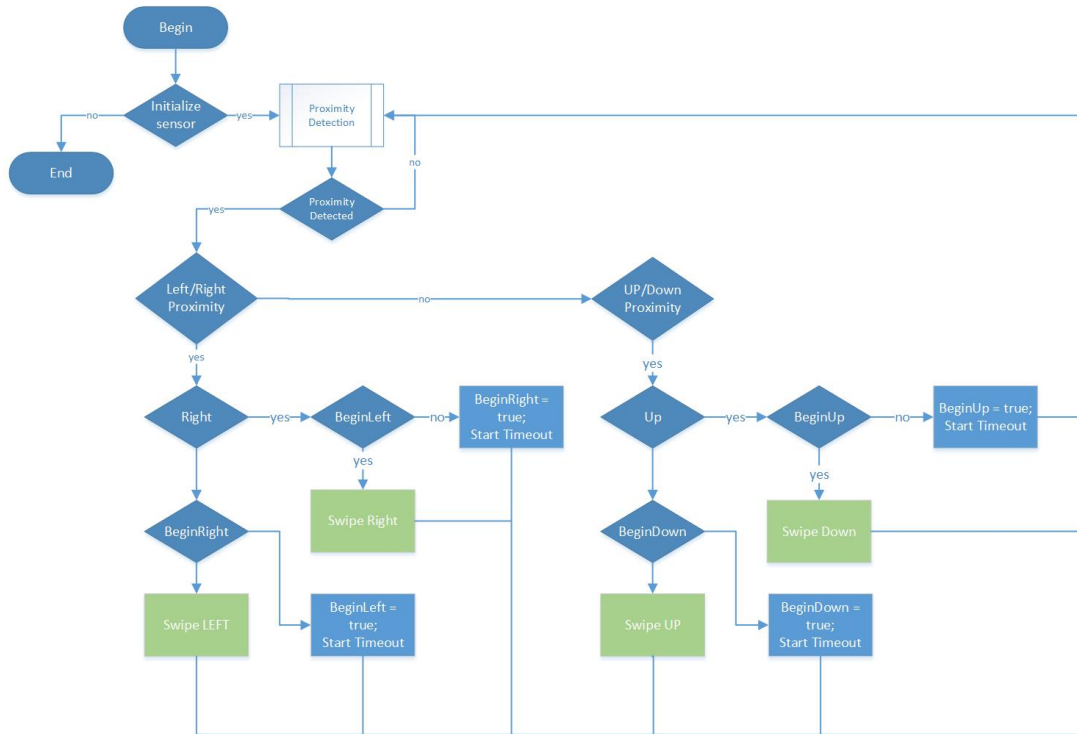 Begin
Initialize
sensor
no
yes
Proximity
Detection
End
no
Proximity
Detected
yes
Left/Right
Proximity
no
UP/Down
Proximity
yes
yes
Right
yes
BeginLeft
no
BeginRight =
true;
Start Timeout
Up
yes
BeginUp
no
BeginUp = true;
Start Timeout
yes
yes
BeginRight
Swipe Right
BeginDown
Swipe Down
Swipe LEFT
BeginLeft =
true;
Start Timeout
Swipe UP
BeginDown =
true;
Start Timeout